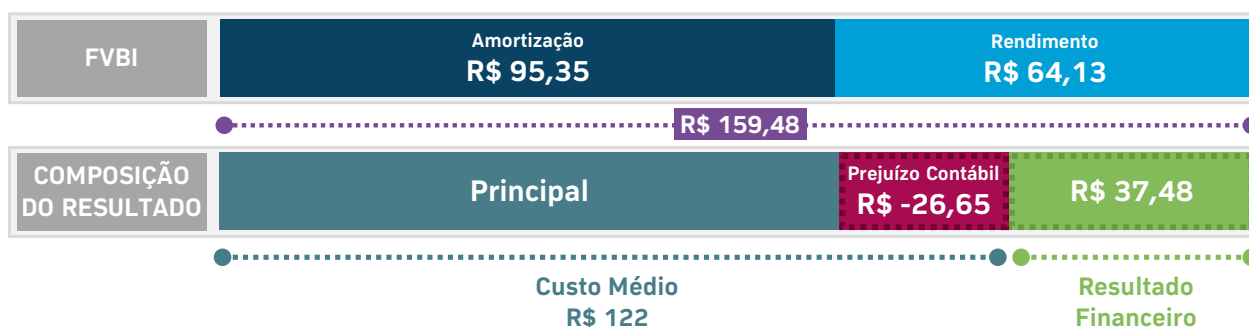 FVBI
Amortização
R$ 95,35
Rendimento
R$ 64,13
R$ 159,48
COMPOSIÇÃO
DO RESULTADO
Principal
Prejuízo Contábil
R$ -26,65
R$ 37,48
Custo Médio
R$ 122
Resultado
Financeiro